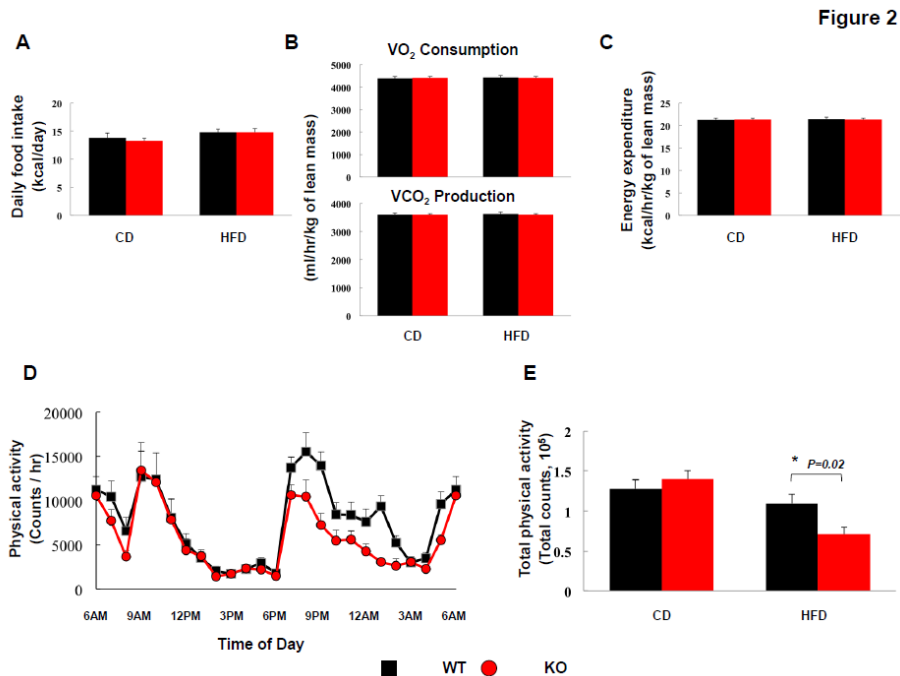 Figure 2
A
Daily food intake
(kcal/day)
20
15
10
5
0
CD
HFD
B
VO₂ Consumption
5000
4000
3000
2000
1000
0
VCO₂ Production
4000
3000
2000
1000
0
(ml/hr/kg of lean mass)
CD
HFD
C
Energy expenditure
(kcal/hr/kg of lean mass)
25
20
15
10
5
0
CD
HFD
D
Physical activity
(Counts / hr)
20000
15000
10000
5000
0
6AM 9AM 12PM 3PM 6PM 9PM 12AM 3AM 6AM
Time of Day
E
Total physical activity
(Total counts, 10⁵)
2
1.5
1
0.5
0
* P=0.02
CD
HFD
WT KO